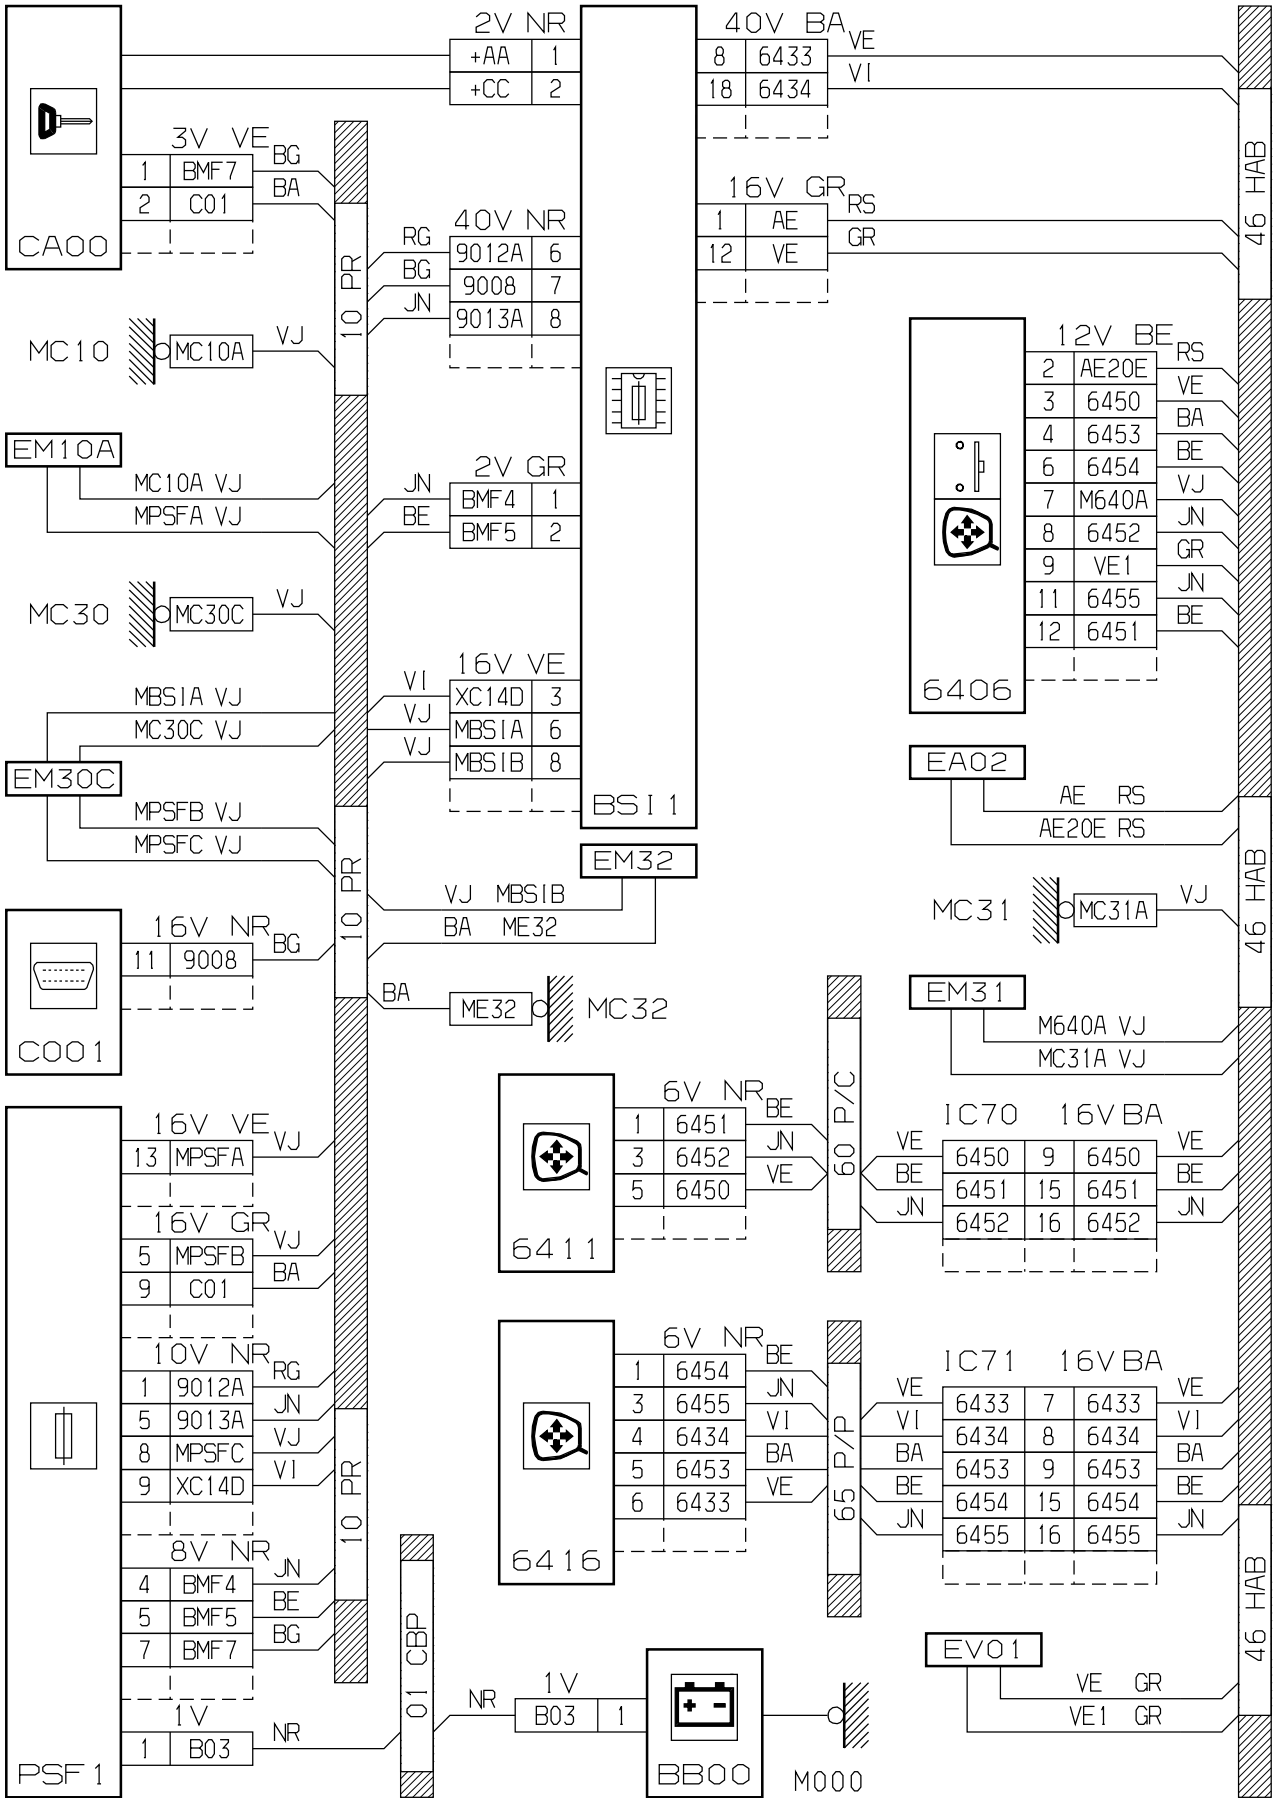 2V NR
+AA 1
+CC 2
40V BA
8 6433 VE
18 6434 VI
3V VE
1 BMF7 BG
2 C01 BA
CA00
16V GR
1 AE RS
12 VE GR
46 HAB
40V NR
RG 9012A 6
BG 9008 7
JN 9013A 8
10 PR
MC10 MC10A VJ
12V BE
2 AE20E RS
3 6450 VE
4 6453 BA
6 6454 BE
7 M640A VJ
8 6452 JN
9 VE1 GR
11 6455 JN
12 6451 BE
6406
EM10A
MC10A VJ
MPSFA VJ
2V GR
JN BMF4 1
BE BMF5 2
MC30 MC30C VJ
16V VE
VI XC14D 3
VJ MBSIA 6
VJ MBSIB 8
BSI1
MBSIA VJ
MC30C VJ
EM30C
MPSFB VJ
MPSFC VJ
EA02
AE RS
AE20E RS
EM32
VJ MBSIB
BA ME32
10 PR
46 HAB
MC31 MC31A VJ
16V NR
11 9008 BG
C001
BA ME32 MC32
EM31
M640A VJ
MC31A VJ
6V NR
1 6451 BE
3 6452 JN
5 6450 VE
6411
60 P/C
IC70 16V BA
VE 6450 9 6450 VE
BE 6451 15 6451 BE
JN 6452 16 6452 JN
16V VE
13 MPSFA VJ
16V GR
5 MPSFB VJ
9 C01 BA
10V NR
1 9012A RG
5 9013A JN
8 MPSFC VJ
9 XC14D VI
10 PR
8V NR
4 BMF4 JN
5 BMF5 BE
7 BMF7 BG
1V
1 B03 NR
PSF1
6V NR
1 6454 BE
3 6455 JN
4 6434 VI
5 6453 BA
6 6433 VE
6416
65 P/P
IC71 16V BA
VE 6433 7 6433 VE
VI 6434 8 6434 VI
BA 6453 9 6453 BA
BE 6454 15 6454 BE
JN 6455 16 6455 JN
46 HAB
01 CBP
1V
NR B03 1
BB00
M000
EV01
VE GR
VE1 GR